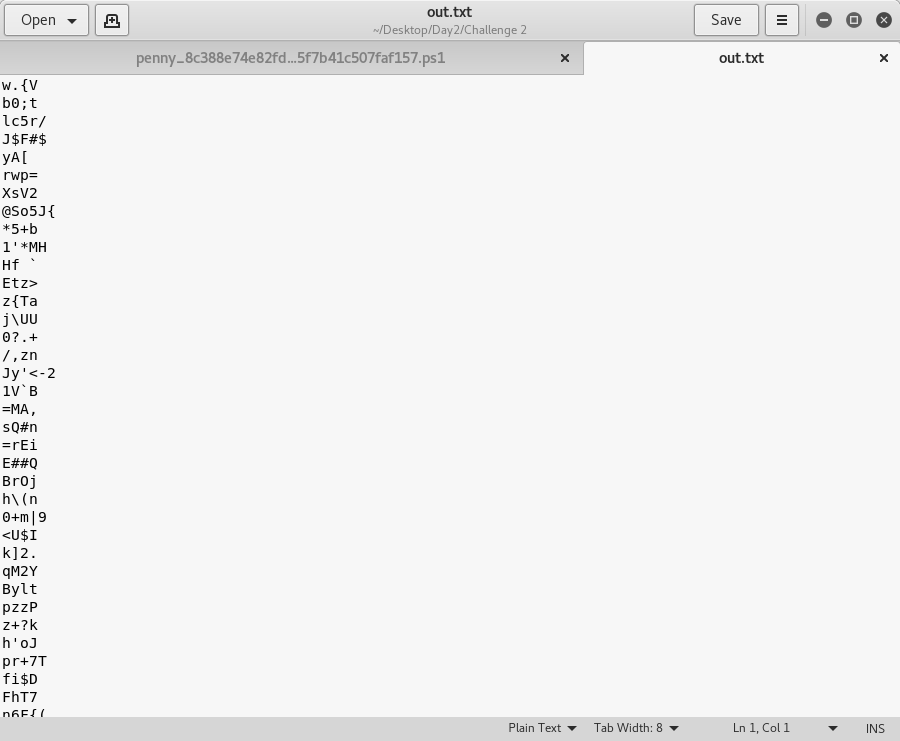 Open
out.txt
~/Desktop/Day2/Challenge 2
Save
penny_8c388e74e82fd...5f7b41c507faf157.ps1
out.txt
w.{V
b0;t
lc5r/
J$F#$
yA[
rwp=
XsV2
@So5J{
*5+b
1'*MH
Hf `
Etz>
z{Ta
j\UU
0?.+
/,zn
Jy'<-2
1V`B
=MA,
sQ#n
=rEi
E##Q
BrOj
h\(n
0+m|9
<U$I
k]2.
qM2Y
Bylt
pzzP
z+?k
h'oJ
pr+7T
fi$D
FhT7
Plain Text
Tab Width: 8
Ln 1, Col 1
INS